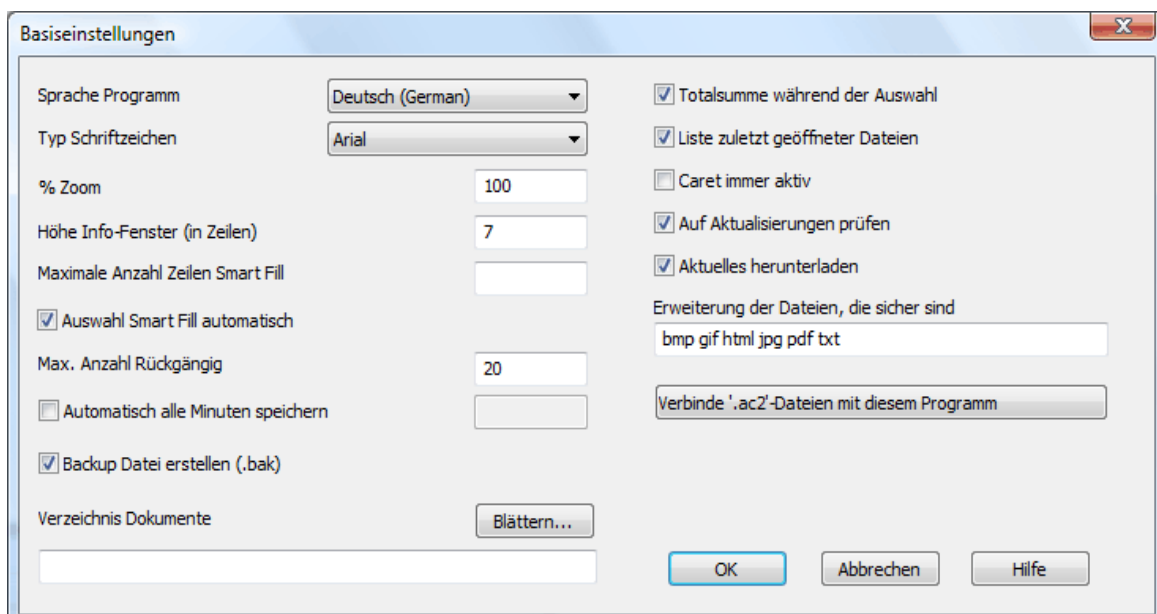 Basiseinstellungen
Sprache Programm
Deutsch (German)
Typ Schriftzeichen
Arial
% Zoom
100
Höhe Info-Fenster (in Zeilen)
7
Maximale Anzahl Zeilen Smart Fill
Auswahl Smart Fill automatisch
Max. Anzahl Rückgängig
20
Automatisch alle Minuten speichern
Backup Datei erstellen (.bak)
Verzeichnis Dokumente
Blättern...
Totalsumme während der Auswahl
Liste zuletzt geöffneter Dateien
Caret immer aktiv
Auf Aktualisierungen prüfen
Aktuelles herunterladen
Erweiterung der Dateien, die sicher sind
bmp gif html jpg pdf txt
Verbinde '.ac2'-Dateien mit diesem Programm
OK
Abbrechen
Hilfe